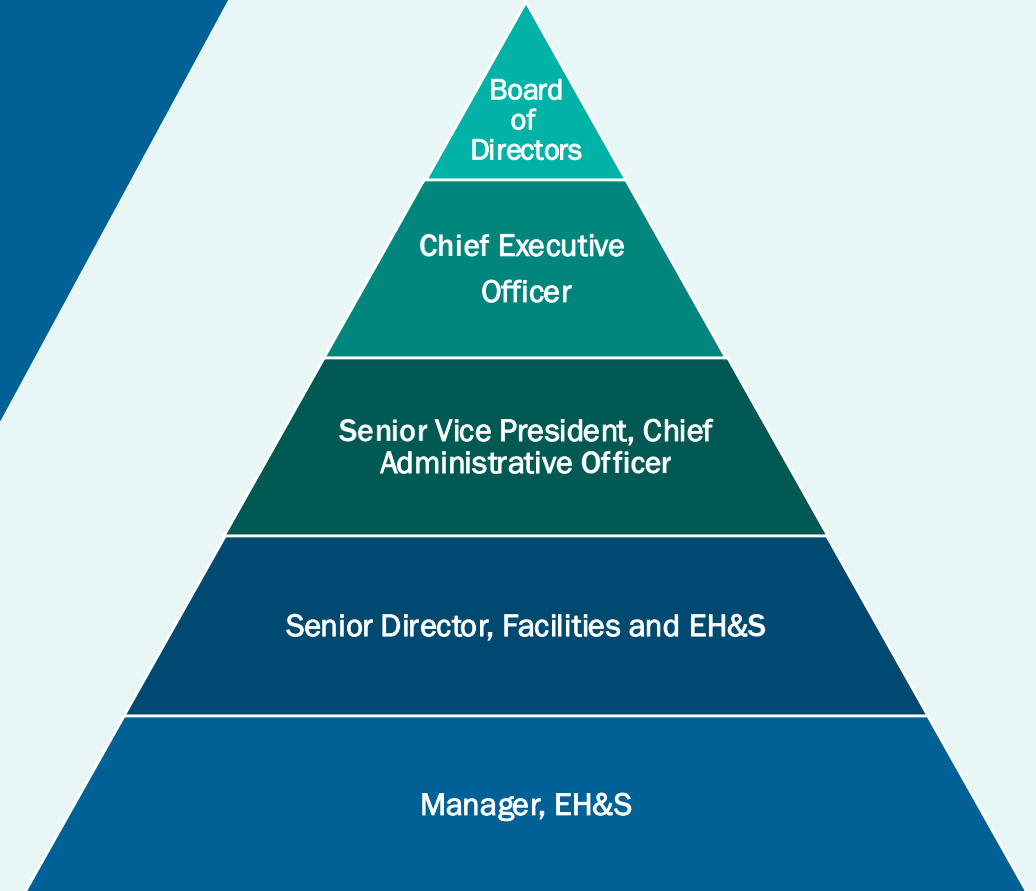 Board
of
Directors
Chief Executive
Officer
Senior Vice President, Chief
Administrative Officer
Senior Director, Facilities and EH&S
Manager, EH&S